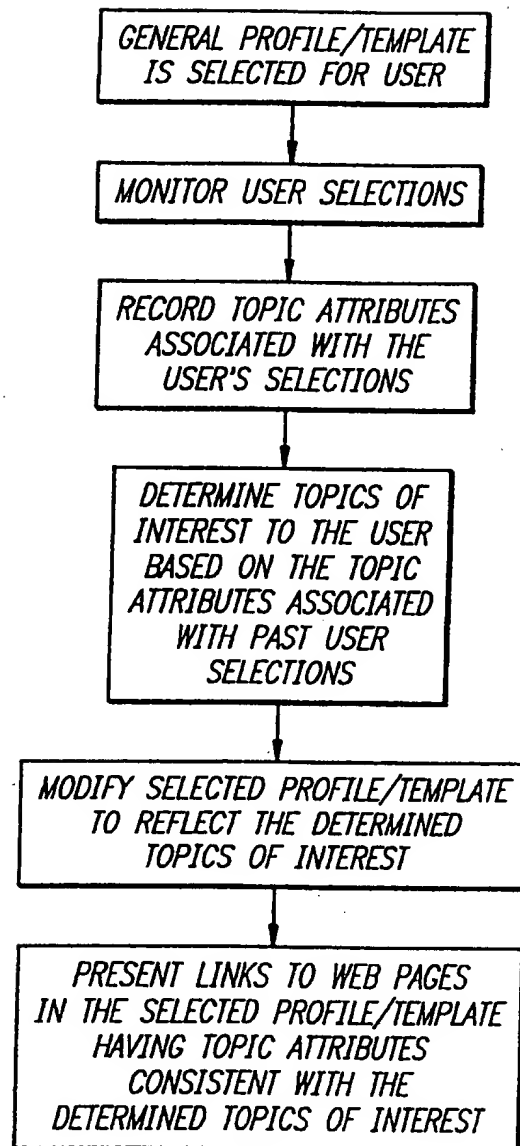 GENERAL PROFILE/TEMPLATE
IS SELECTED FOR USER
MONITOR USER SELECTIONS
RECORD TOPIC ATTRIBUTES
ASSOCIATED WITH THE
USER'S SELECTIONS
DETERMINE TOPICS OF
INTEREST TO THE USER
BASED ON THE TOPIC
ATTRIBUTES ASSOCIATED
WITH PAST USER
SELECTIONS
MODIFY SELECTED PROFILE/TEMPLATE
TO REFLECT THE DETERMINED
TOPICS OF INTEREST
PRESENT LINKS TO WEB PAGES
IN THE SELECTED PROFILE/TEMPLATE
HAVING TOPIC ATTRIBUTES
CONSISTENT WITH THE
DETERMINED TOPICS OF INTEREST